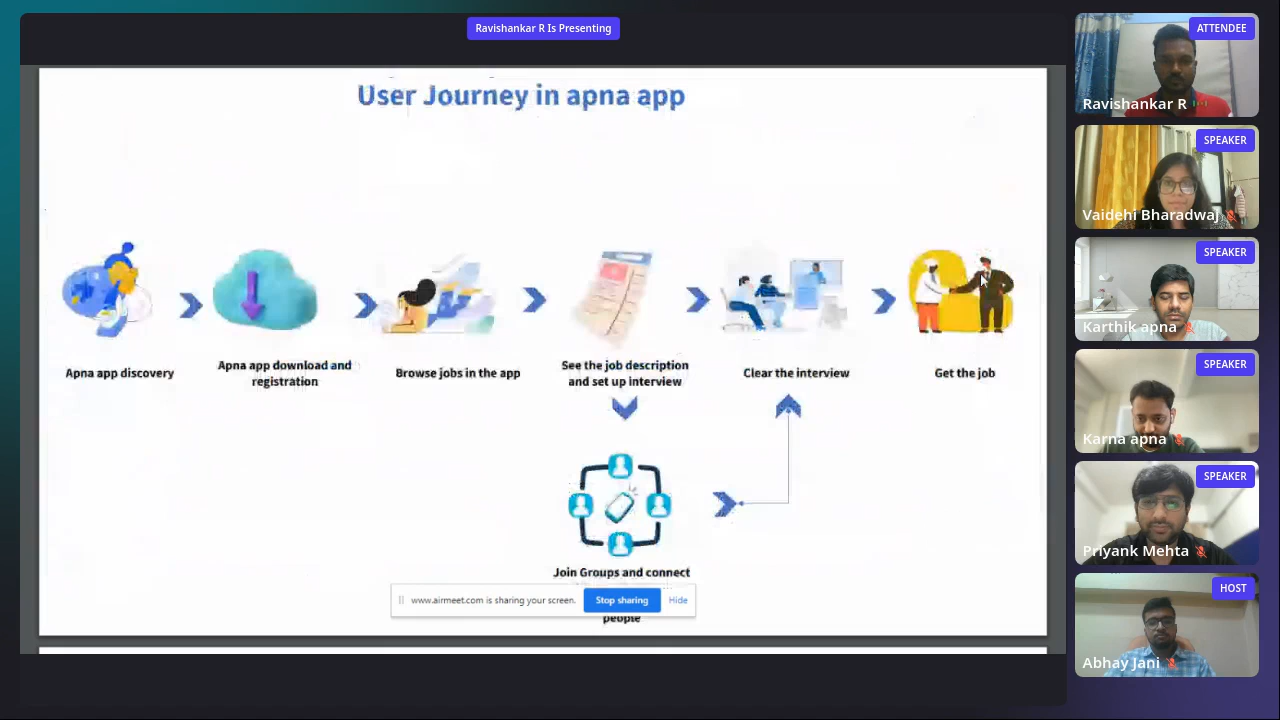 Ravishankar R Is Presenting
User Journey in apna app
Apna app discovery
Apna app download and
registration
Browse jobs in the app
See the job description
and set up interview
Clear the interview
Get the job
Join Groups and connect
people
www.airmeet.com is sharing your screen.
Stop sharing
Hide
ATTENDEE
Ravishankar R
SPEAKER
Vaidehi Bharadwaj
SPEAKER
Karthik apna
SPEAKER
Karna apna
SPEAKER
Priyank Mehta
HOST
Abhay Jani